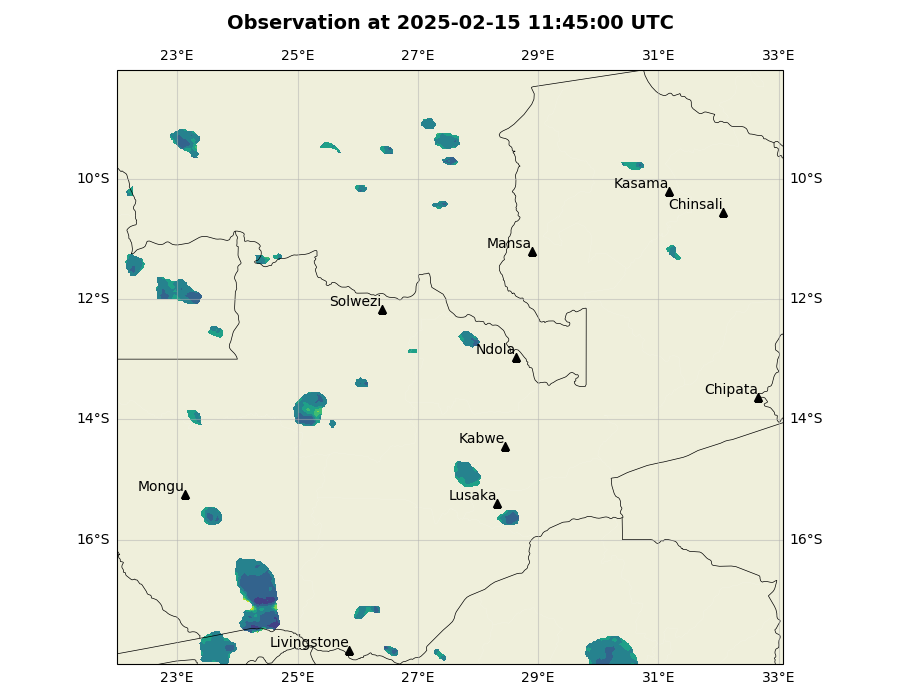 Observation at 2025-02-15 11:45:00 UTC
23°E 25°E 27°E 29°E 31°E 33°E
10°S 10°S
Kasama
Chinsali
Mansa
12°S 12°S
Solwezi
Ndola
Chipata
14°S 14°S
Kabwe
Mongu
Lusaka
16°S 16°S
Livingstone
23°E 25°E 27°E 29°E 31°E 33°E